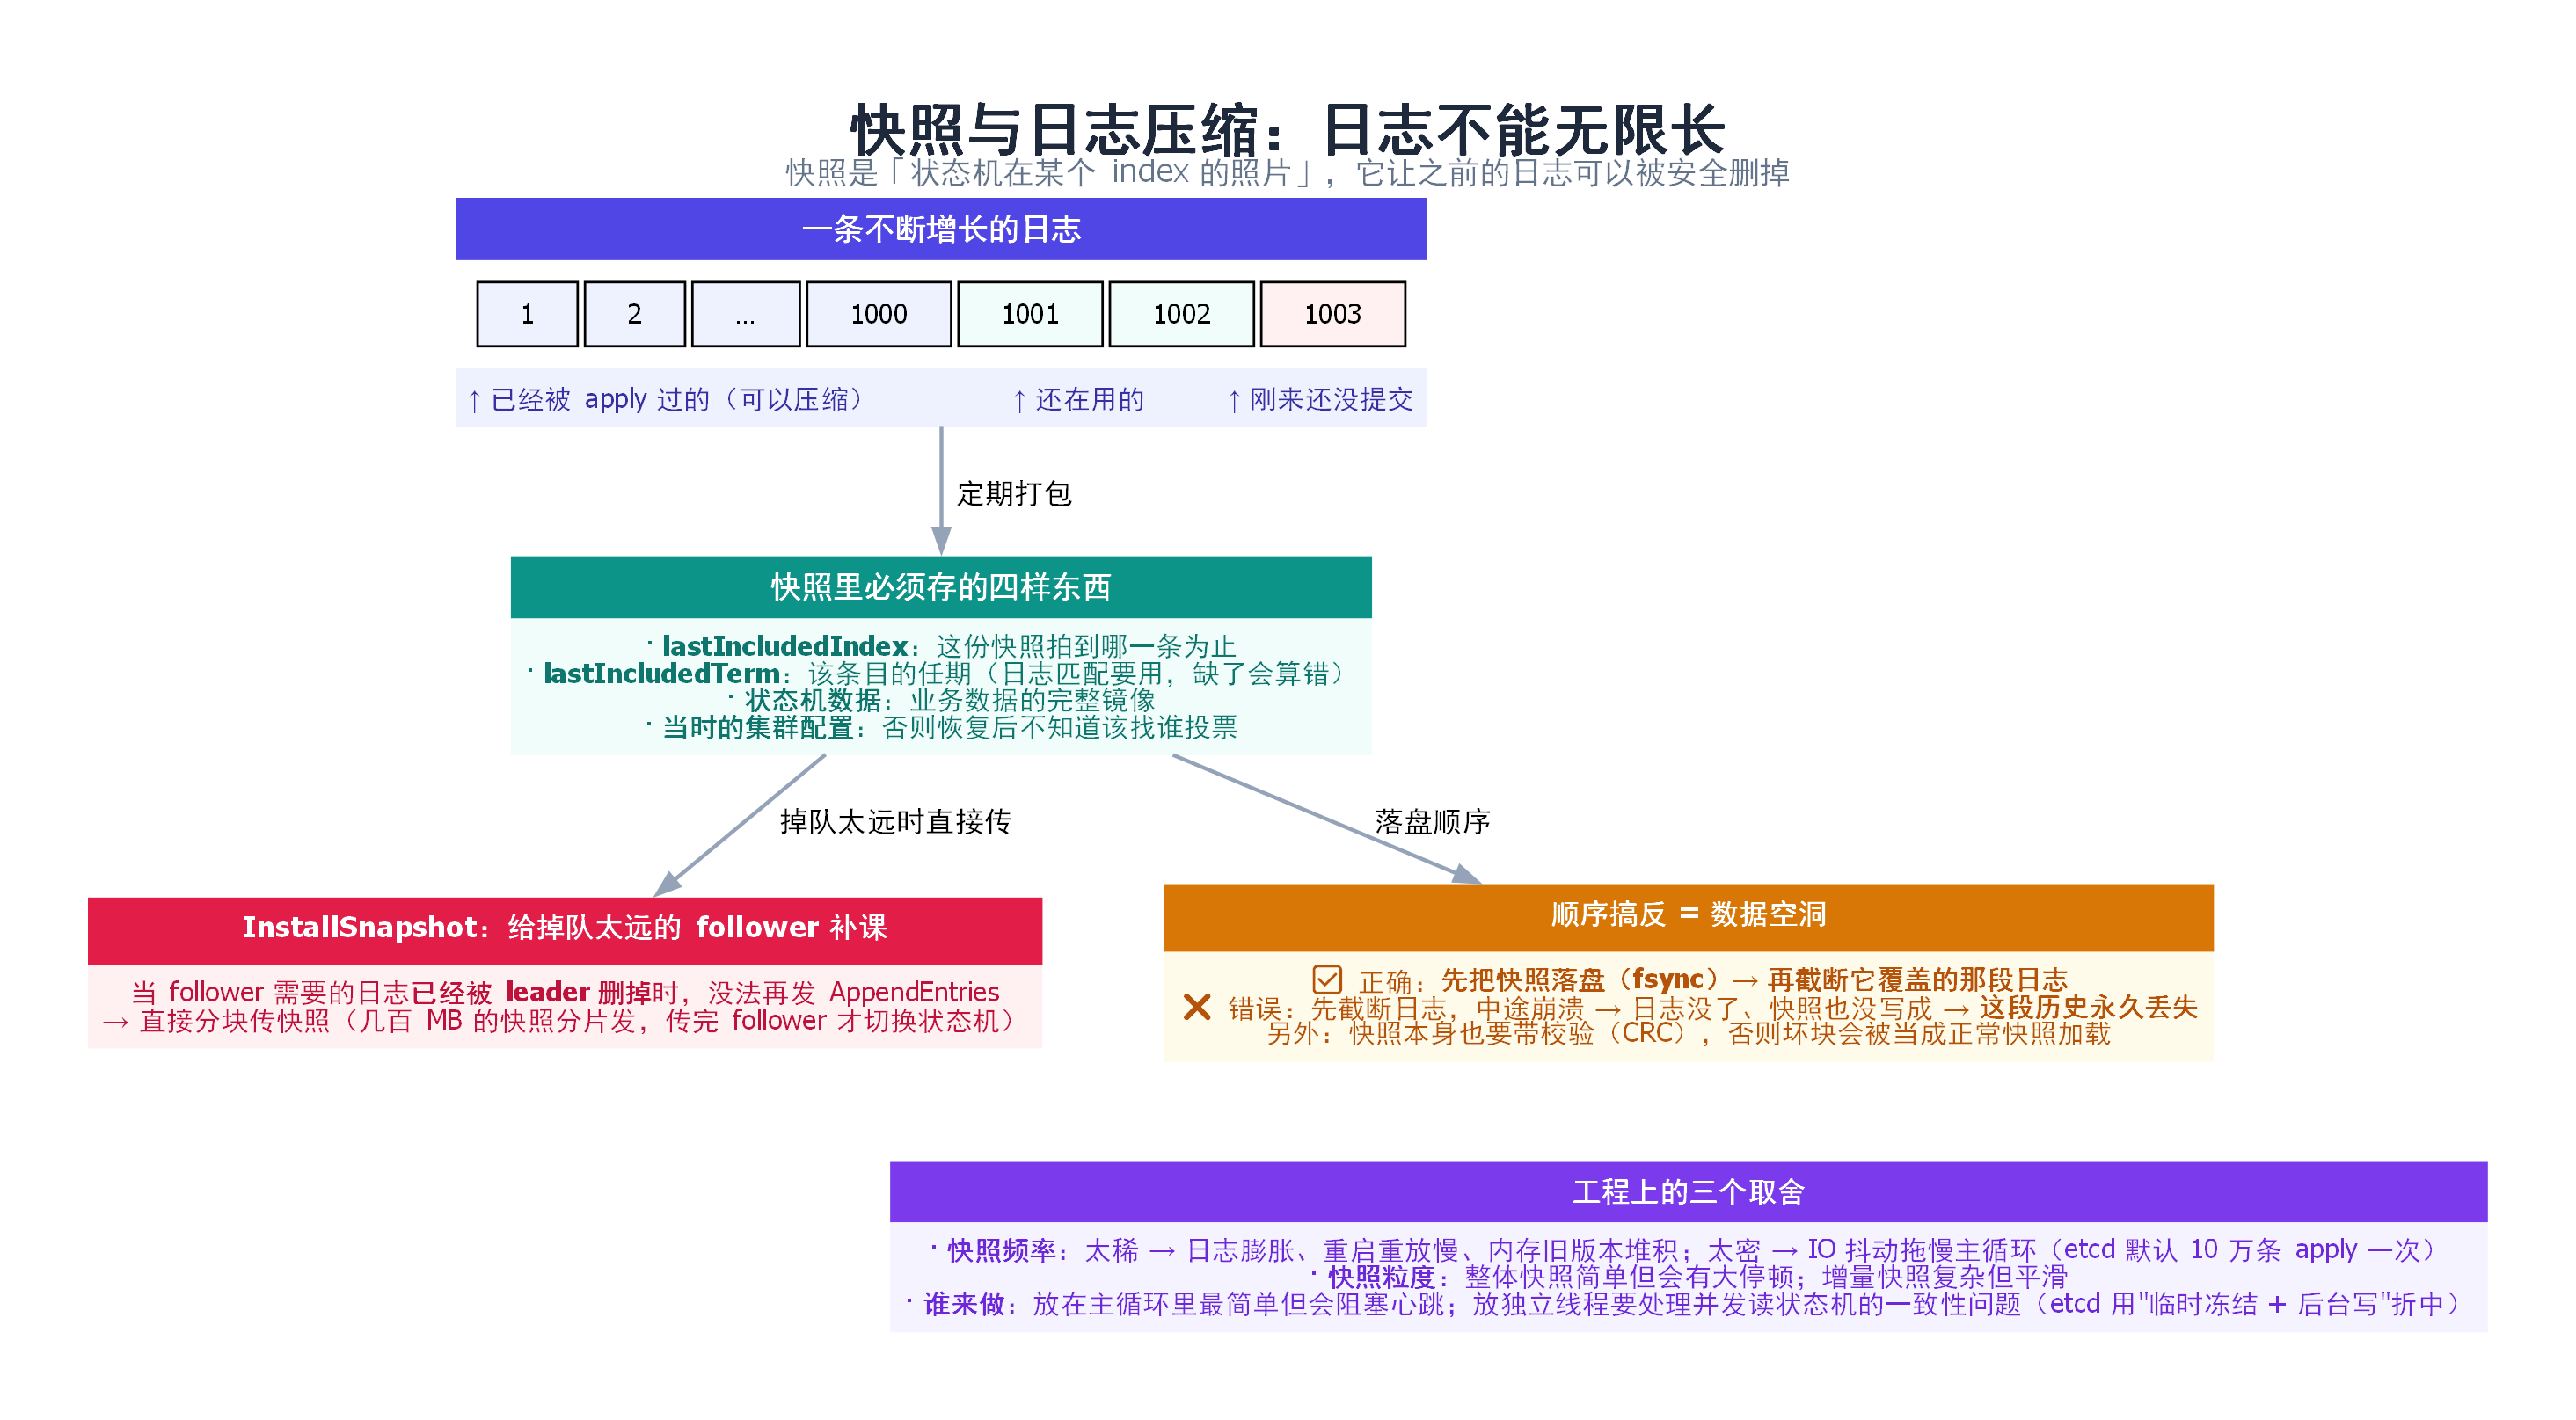 快照与日志压缩：日志不能无限长
快照是「状态机在某个 index 的照片」，它让之前的日志可以被安全删掉
一条不断增长的日志
1 2 ... 1000 1001 1002 1003
↑ 已经被 apply 过的（可以压缩） ↑ 还在用的 ↑ 刚来还没提交
定期打包
快照里必须存的四样东西
· lastIncludedIndex：这份快照拍到哪一条为止
· lastIncludedTerm：该条目的任期（日志匹配要用，缺了会算错）
· 状态机数据：业务数据的完整镜像
· 当时的集群配置：否则恢复后不知道该找谁投票
掉队太远时直接传
落盘顺序
InstallSnapshot：给掉队太远的 follower 补课
当 follower 需要的日志已经被 leader 删掉时，没法再发 AppendEntries
→ 直接分块传快照（几百 MB 的快照分片发，传完 follower 才切换状态机）
顺序搞反 = 数据空洞
☑ 正确：先把快照落盘（fsync）→ 再截断它覆盖的那段日志
❌ 错误：先截断日志，中途崩溃 → 日志没了、快照也没写成 → 这段历史永久丢失
另外：快照本身也要带校验（CRC），否则坏块会被当成正常快照加载
工程上的三个取舍
· 快照频率：太稀 → 日志膨胀、重启重放慢、内存旧版本堆积；太密 → IO 抖动拖慢主循环（etcd 默认 10 万条 apply 一次）
· 快照粒度：整体快照简单但会有大停顿；增量快照复杂但平滑
· 谁来做：放在主循环里最简单但会阻塞心跳；放独立线程要处理并发读状态机的一致性问题（etcd 用"临时冻结 + 后台写"折中）